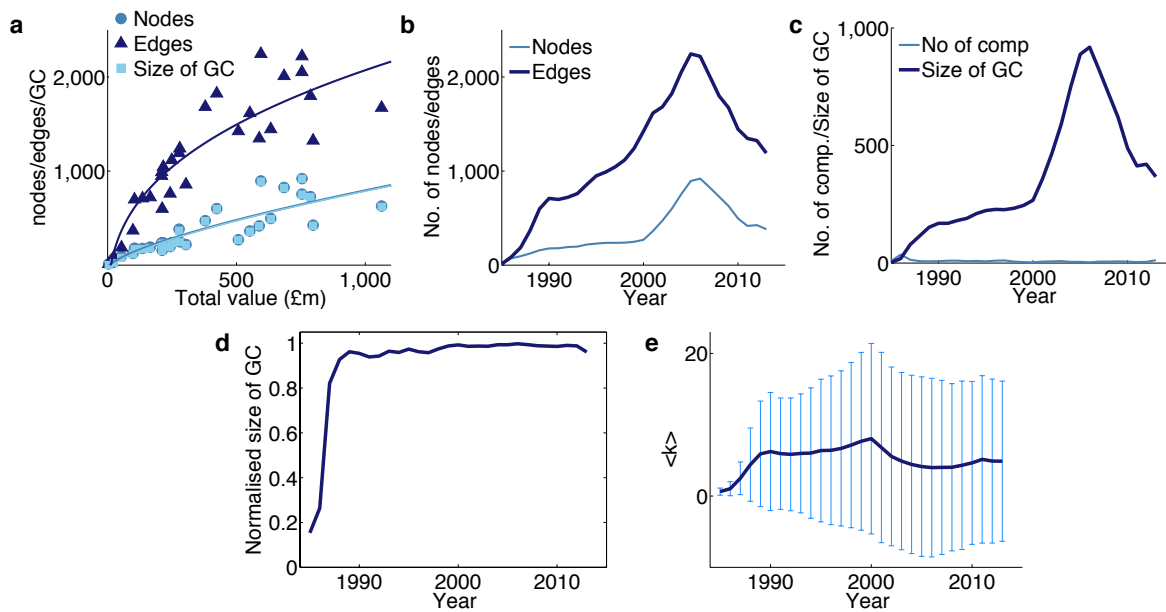 a
Nodes
Edges
Size of GC
nodes/edges/GC
2,000
1,000
0
0
500
1,000
Total value (£m)
b
Nodes
Edges
No. of nodes/edges
2,000
1,000
0
1990
2000
2010
Year
c
No of comp
Size of GC
No. of comp./Size of GC
1,000
500
0
1990
2000
2010
Year
d
Normalised size of GC
1
0.8
0.6
0.4
0.2
0
1990
2000
2010
Year
e
<k>
20
0
1990
2000
2010
Year